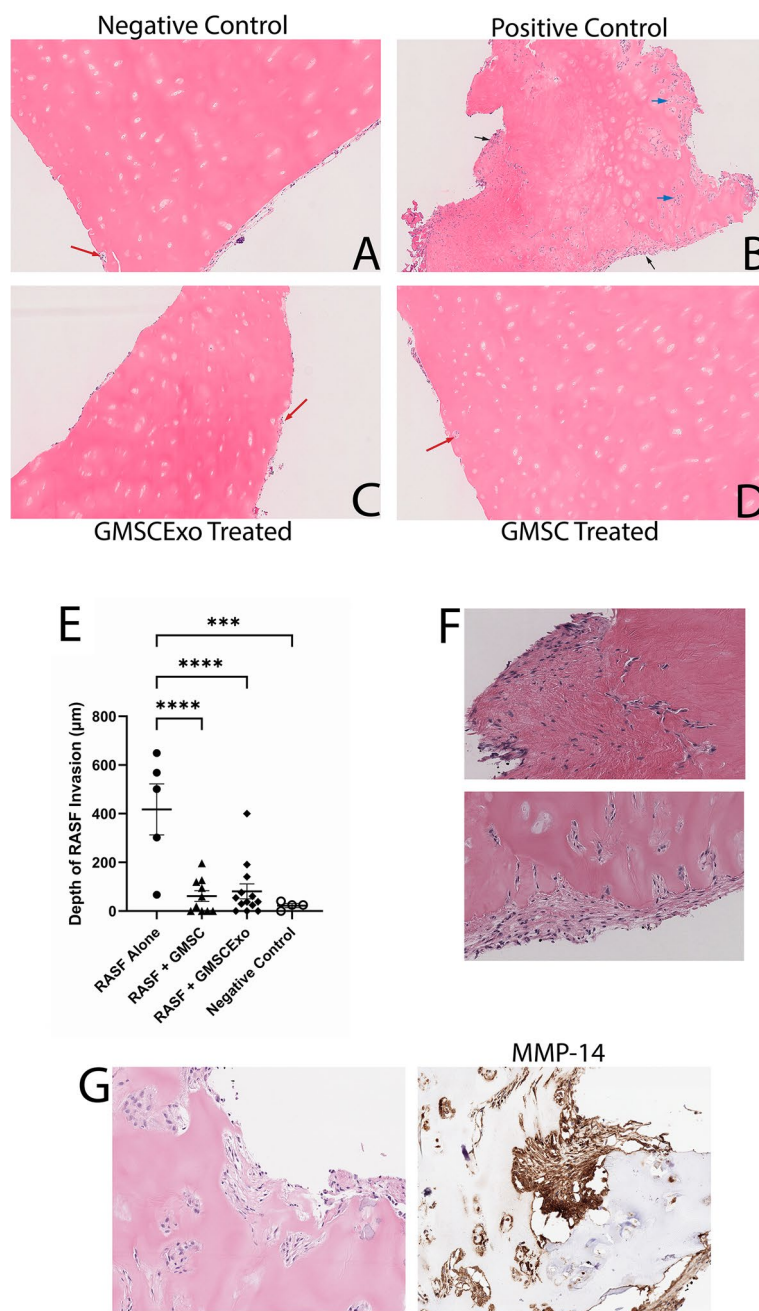 Negative Control
Positive Control
A
B
C
D
GMSCExo Treated
GMSC Treated
E
***
****
****
800
600
400
200
0
Depth of RASF Invasion (μm)
RASF Alone
RASF + GMSC
RASF + GMSCExo
Negative Control
F
G
MMP-14